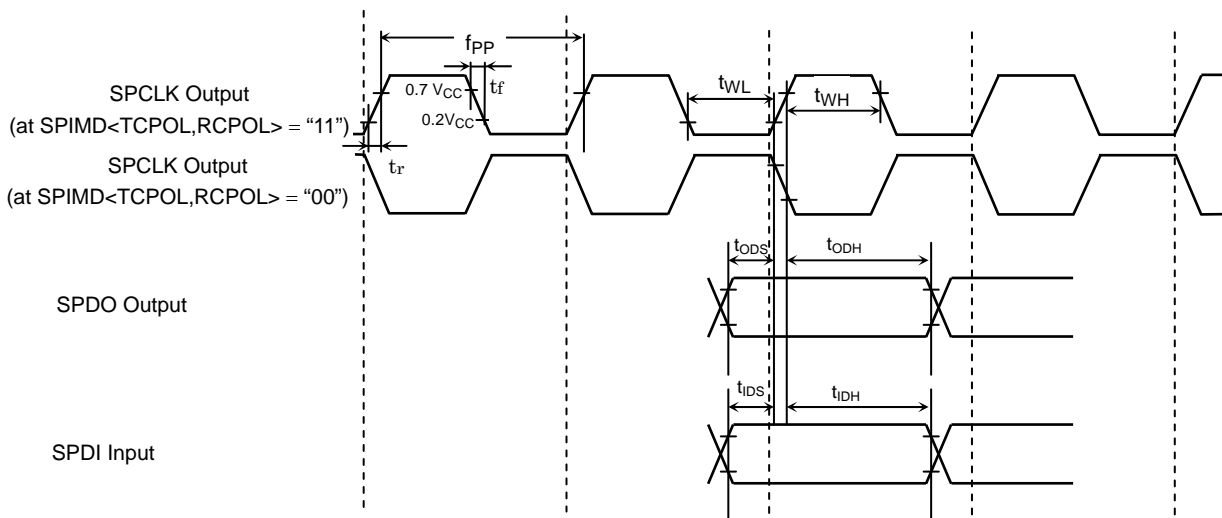 fPP
tWL
tWH
SPCLK Output
0.7 VCC
tf
(at SPIMD<TCPOL,RCPOL> = “11”)
0.2VCC
tr
SPCLK Output
(at SPIMD<TCPOL,RCPOL> = “00”)
tODS
tODH
SPDO Output
tIDS
tIDH
SPDI Input